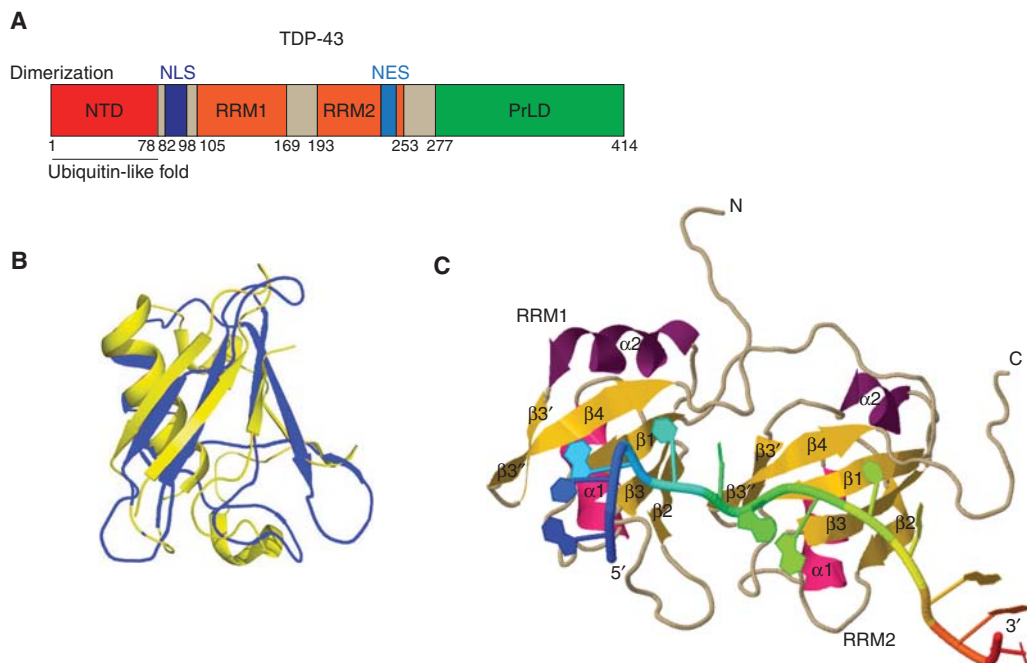 A
TDP-43
Dimerization NLS NES
NTD RRM1 RRM2 PrLD
1 78 82 98 105 169 193 253 277 414
Ubiquitin-like fold
B
C
N
RRM1
α2
C
α2
β3′ β4
β1
β3′ β4
β3″
β1
α1 β3
β3″
β3
β2
β2
5′
α1
3′
RRM2